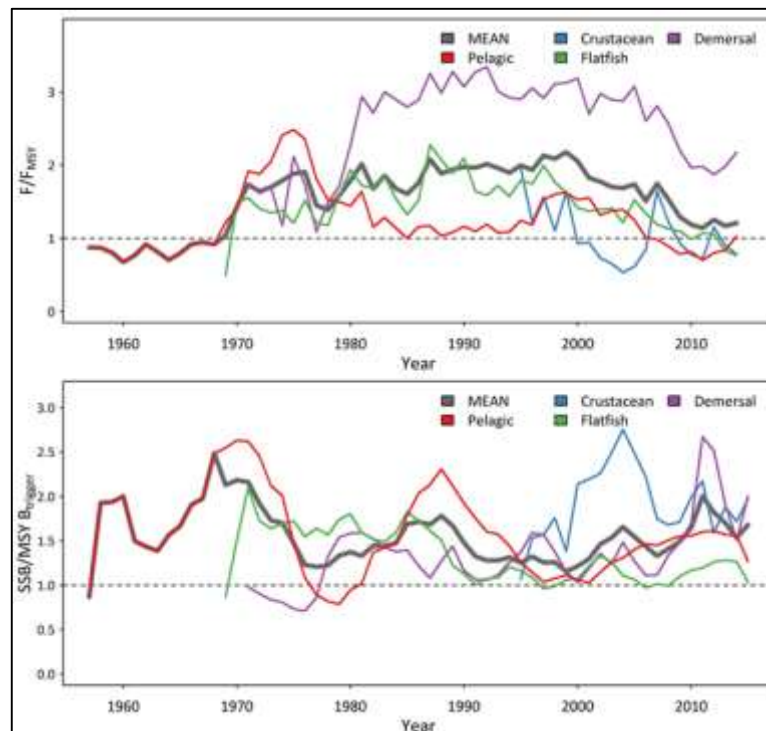 MEAN Crustacean Demersal
Pelagic Flatfish
F/FMSY
3
2
1
0
1960 1970 1980 1990 2000 2010
Year
MEAN Crustacean Demersal
Pelagic Flatfish
SSB/MSY Btrigger
3.0
2.5
2.0
1.5
1.0
0.5
0.0
1960 1970 1980 1990 2000 2010
Year